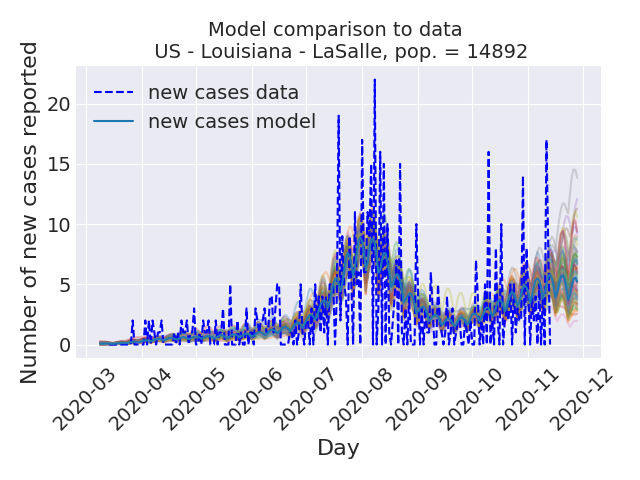 Model comparison to data
US - Louisiana - LaSalle, pop. = 14892
Number of new cases reported
20
15
10
5
0
new cases data
new cases model
2020-03
2020-04
2020-05
2020-06
2020-07
2020-08
2020-09
2020-10
2020-11
2020-12
Day